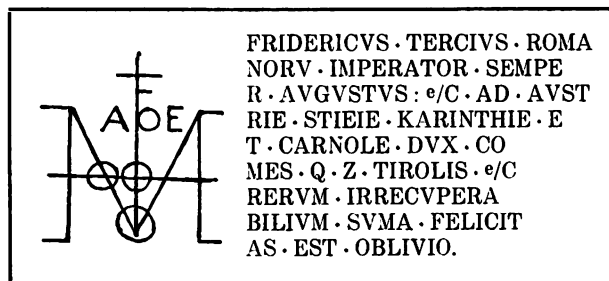 A O E
FRIDERICVS · TERCIVS · ROMA
NORV · IMPERATOR · SEMPE
R · AVGVSTVS : e/C · AD · AVST
RIE · STIEIE · KARINTHIE · E
T · CARNOLE · DVX · CO
MES · Q · Z · TIROLIS · e/C
RERVM · IRRECVPERA
BILIVM · SVMA · FELICIT
AS · EST · OBLIVIO.